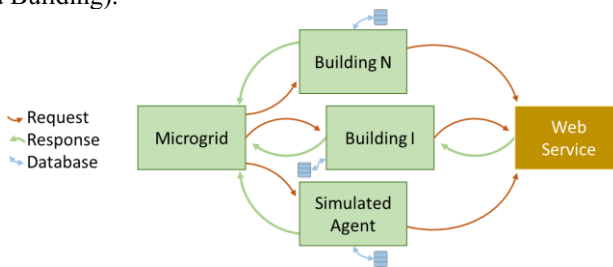 Building).
Building N
Request
Response
Database
Microgrid
Building I
Web
Service
Simulated
Agent